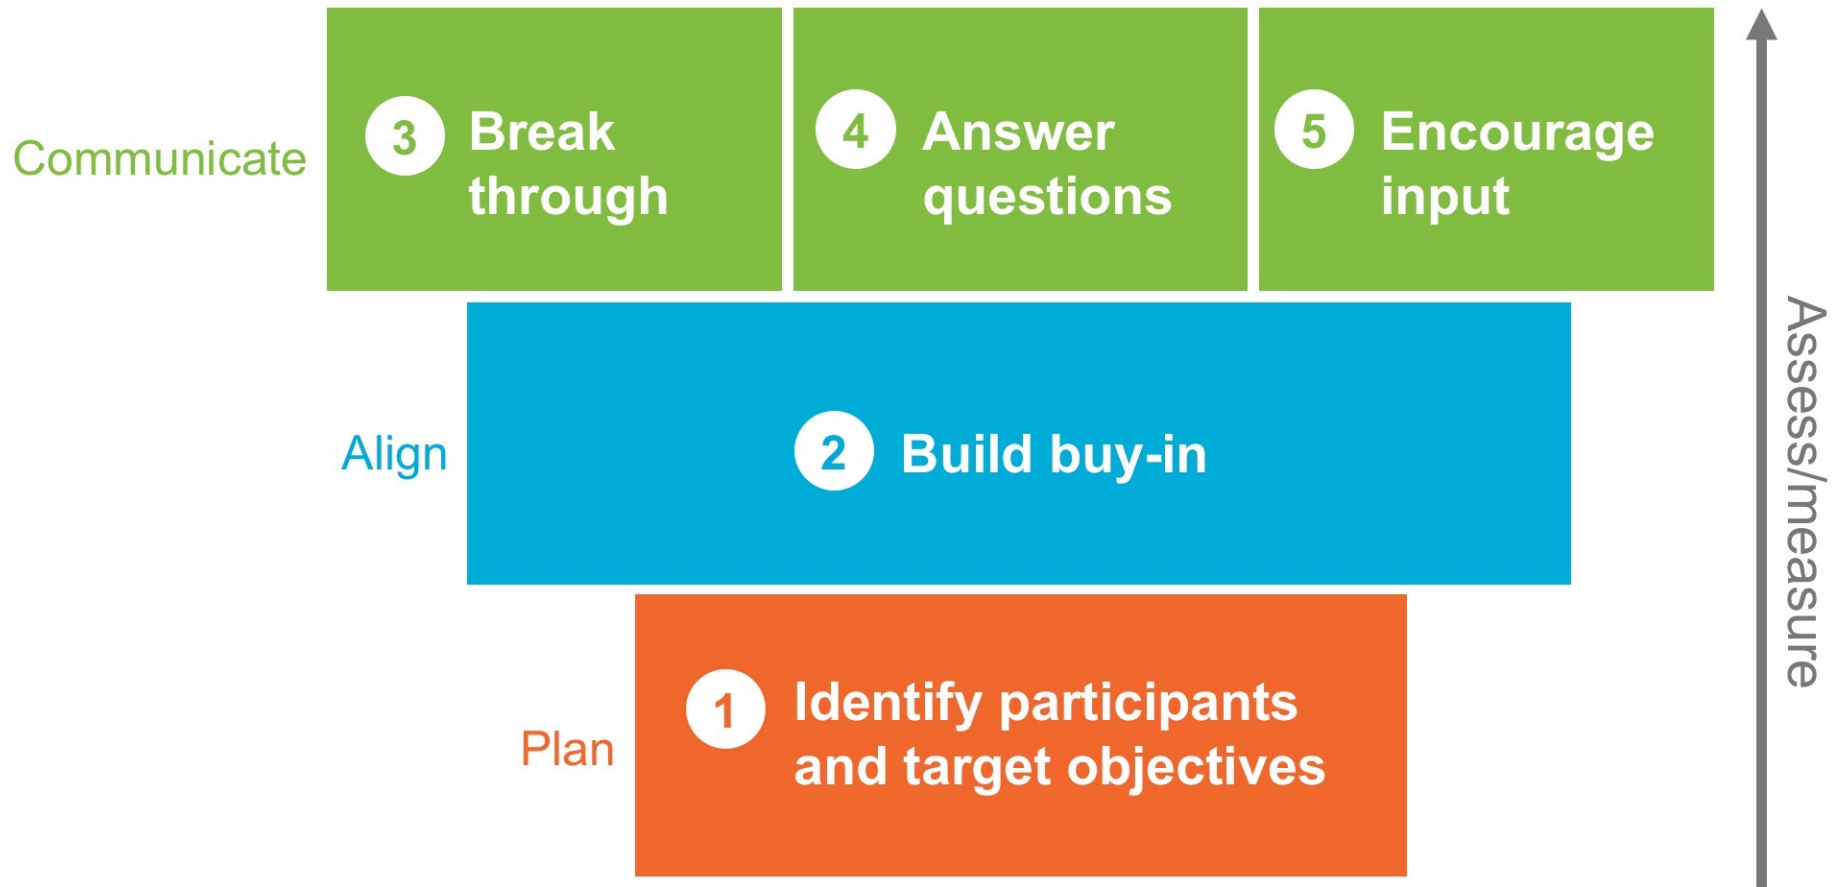 Communicate
3 Break
through
4 Answer
questions
5 Encourage
input
Align
2 Build buy-in
Plan
1 Identify participants
and target objectives
Assess/measure